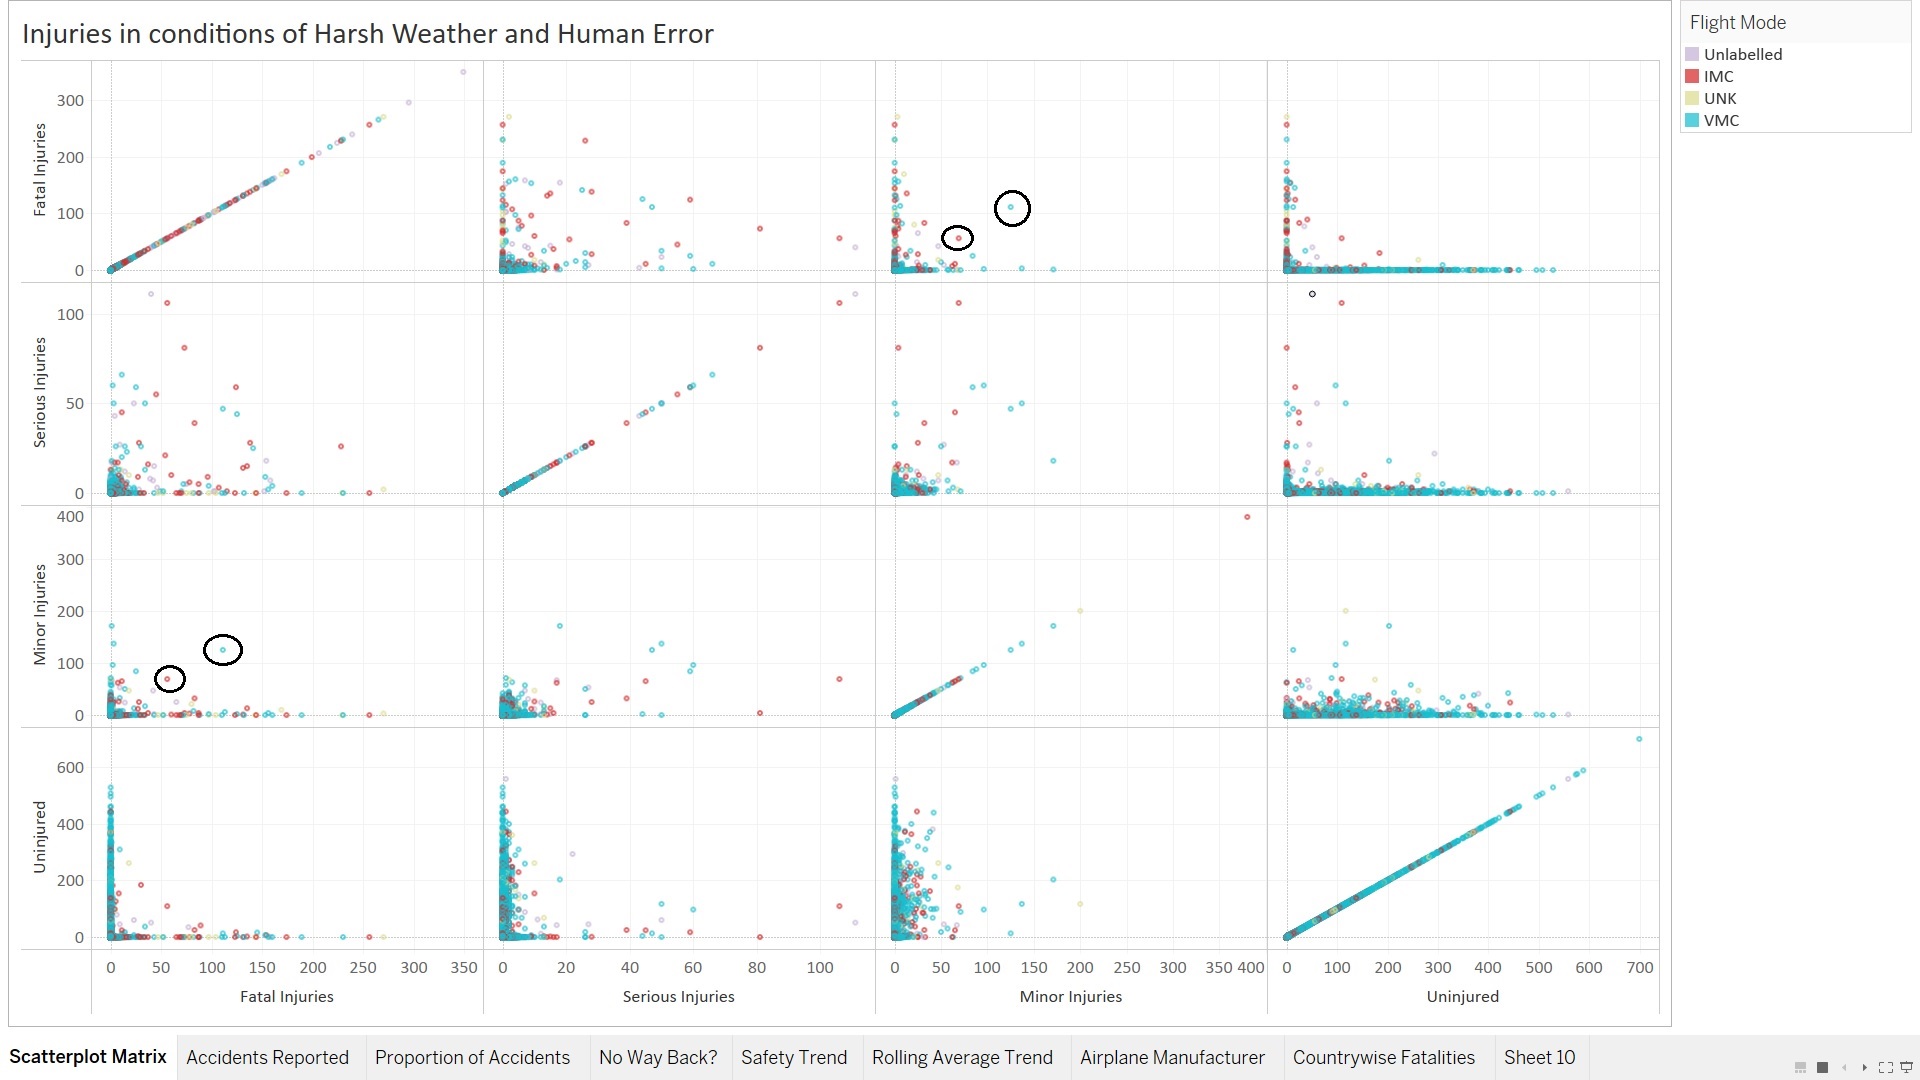 Injuries in conditions of Harsh Weather and Human Error
Flight Mode
Unlabelled
IMC
UNK
VMC
Fatal Injuries
300
200
100
0
Serious Injuries
100
50
0
Minor Injuries
400
300
200
100
0
Uninjured
600
400
200
0
0 50 100 150 200 250 300 350
0 20 40 60 80 100
0 50 100 150 200 250 300 350 400
0 100 200 300 400 500 600 700
Fatal Injuries
Serious Injuries
Minor Injuries
Uninjured
Scatterplot Matrix Accidents Reported Proportion of Accidents No Way Back? Safety Trend Rolling Average Trend Airplane Manufacturer Countrywise Fatalities Sheet 10